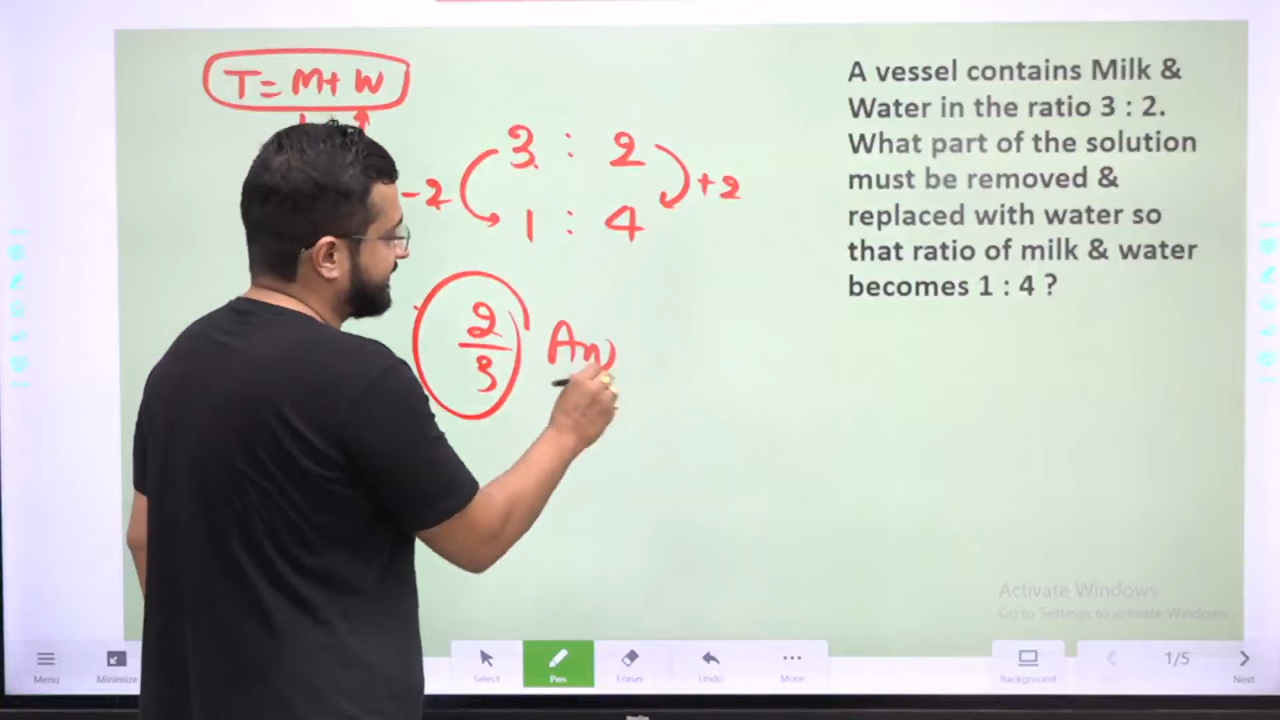 T = M + W
3 : 2
-2
+2
1 : 4
2
3
Ans
A vessel contains Milk &
Water in the ratio 3 : 2.
What part of the solution
must be removed &
replaced with water so
that ratio of milk & water
becomes 1 : 4 ?
Activate Windows
Go to Settings to activate Windows.
Menu
Minimize
Select
Pen
Eraser
Undo
More
Background
1/5
Next